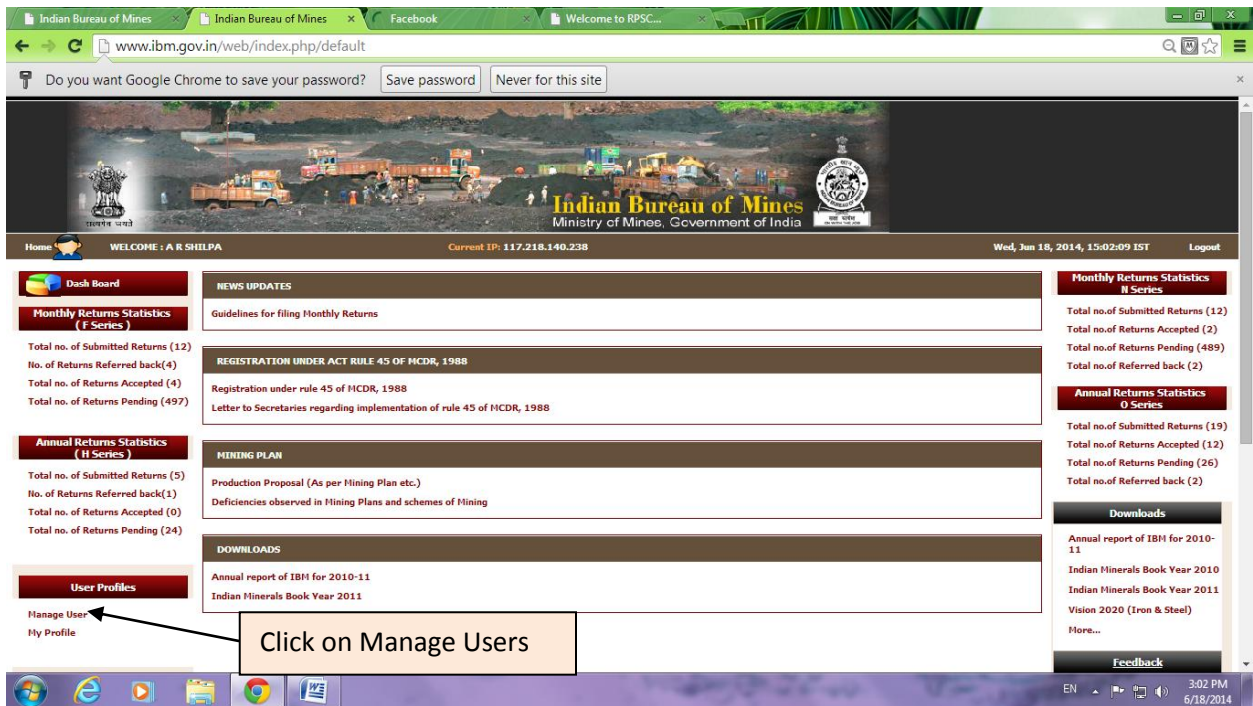 Indian Bureau of Mines
Indian Bureau of Mines
Facebook
Welcome to RPSC...
www.ibm.gov.in/web/index.php/default
Do you want Google Chrome to save your password? Save password Never for this site
Indian Bureau of Mines
Ministry of Mines, Government of India
Home WELCOME : A R SHILPA Current IP: 117.218.140.238 Wed, Jun 18, 2014, 15:02:09 IST Logout
Dash Board
Monthly Returns Statistics
( F Series )
Total no. of Submitted Returns (12)
No. of Returns Referred back(4)
Total no. of Returns Accepted (4)
Total no. of Returns Pending (497)
Annual Returns Statistics
( H Series )
Total no. of Submitted Returns (5)
No. of Returns Referred back(1)
Total no. of Returns Accepted (0)
Total no. of Returns Pending (24)
User Profiles
Manage User
My Profile
NEWS UPDATES
Guidelines for filing Monthly Returns
REGISTRATION UNDER ACT RULE 45 OF MCDR, 1988
Registration under rule 45 of MCDR, 1988
Letter to Secretaries regarding implementation of rule 45 of MCDR, 1988
MINING PLAN
Production Proposal (As per Mining Plan etc.)
Deficiencies observed in Mining Plans and schemes of Mining
DOWNLOADS
Annual report of IBM for 2010-11
Indian Minerals Book Year 2011
Click on Manage Users
Monthly Returns Statistics
N Series
Total no.of Submitted Returns (12)
Total no.of Returns Accepted (2)
Total no.of Returns Pending (489)
Total no.of Referred back (2)
Annual Returns Statistics
O Series
Total no.of Submitted Returns (19)
Total no.of Returns Accepted (12)
Total no.of Returns Pending (26)
Total no.of Referred back (2)
Downloads
Annual report of IBM for 2010-
11
Indian Minerals Book Year 2010
Indian Minerals Book Year 2011
Vision 2020 (Iron & Steel)
More...
Feedback
EN
3:02 PM
6/18/2014